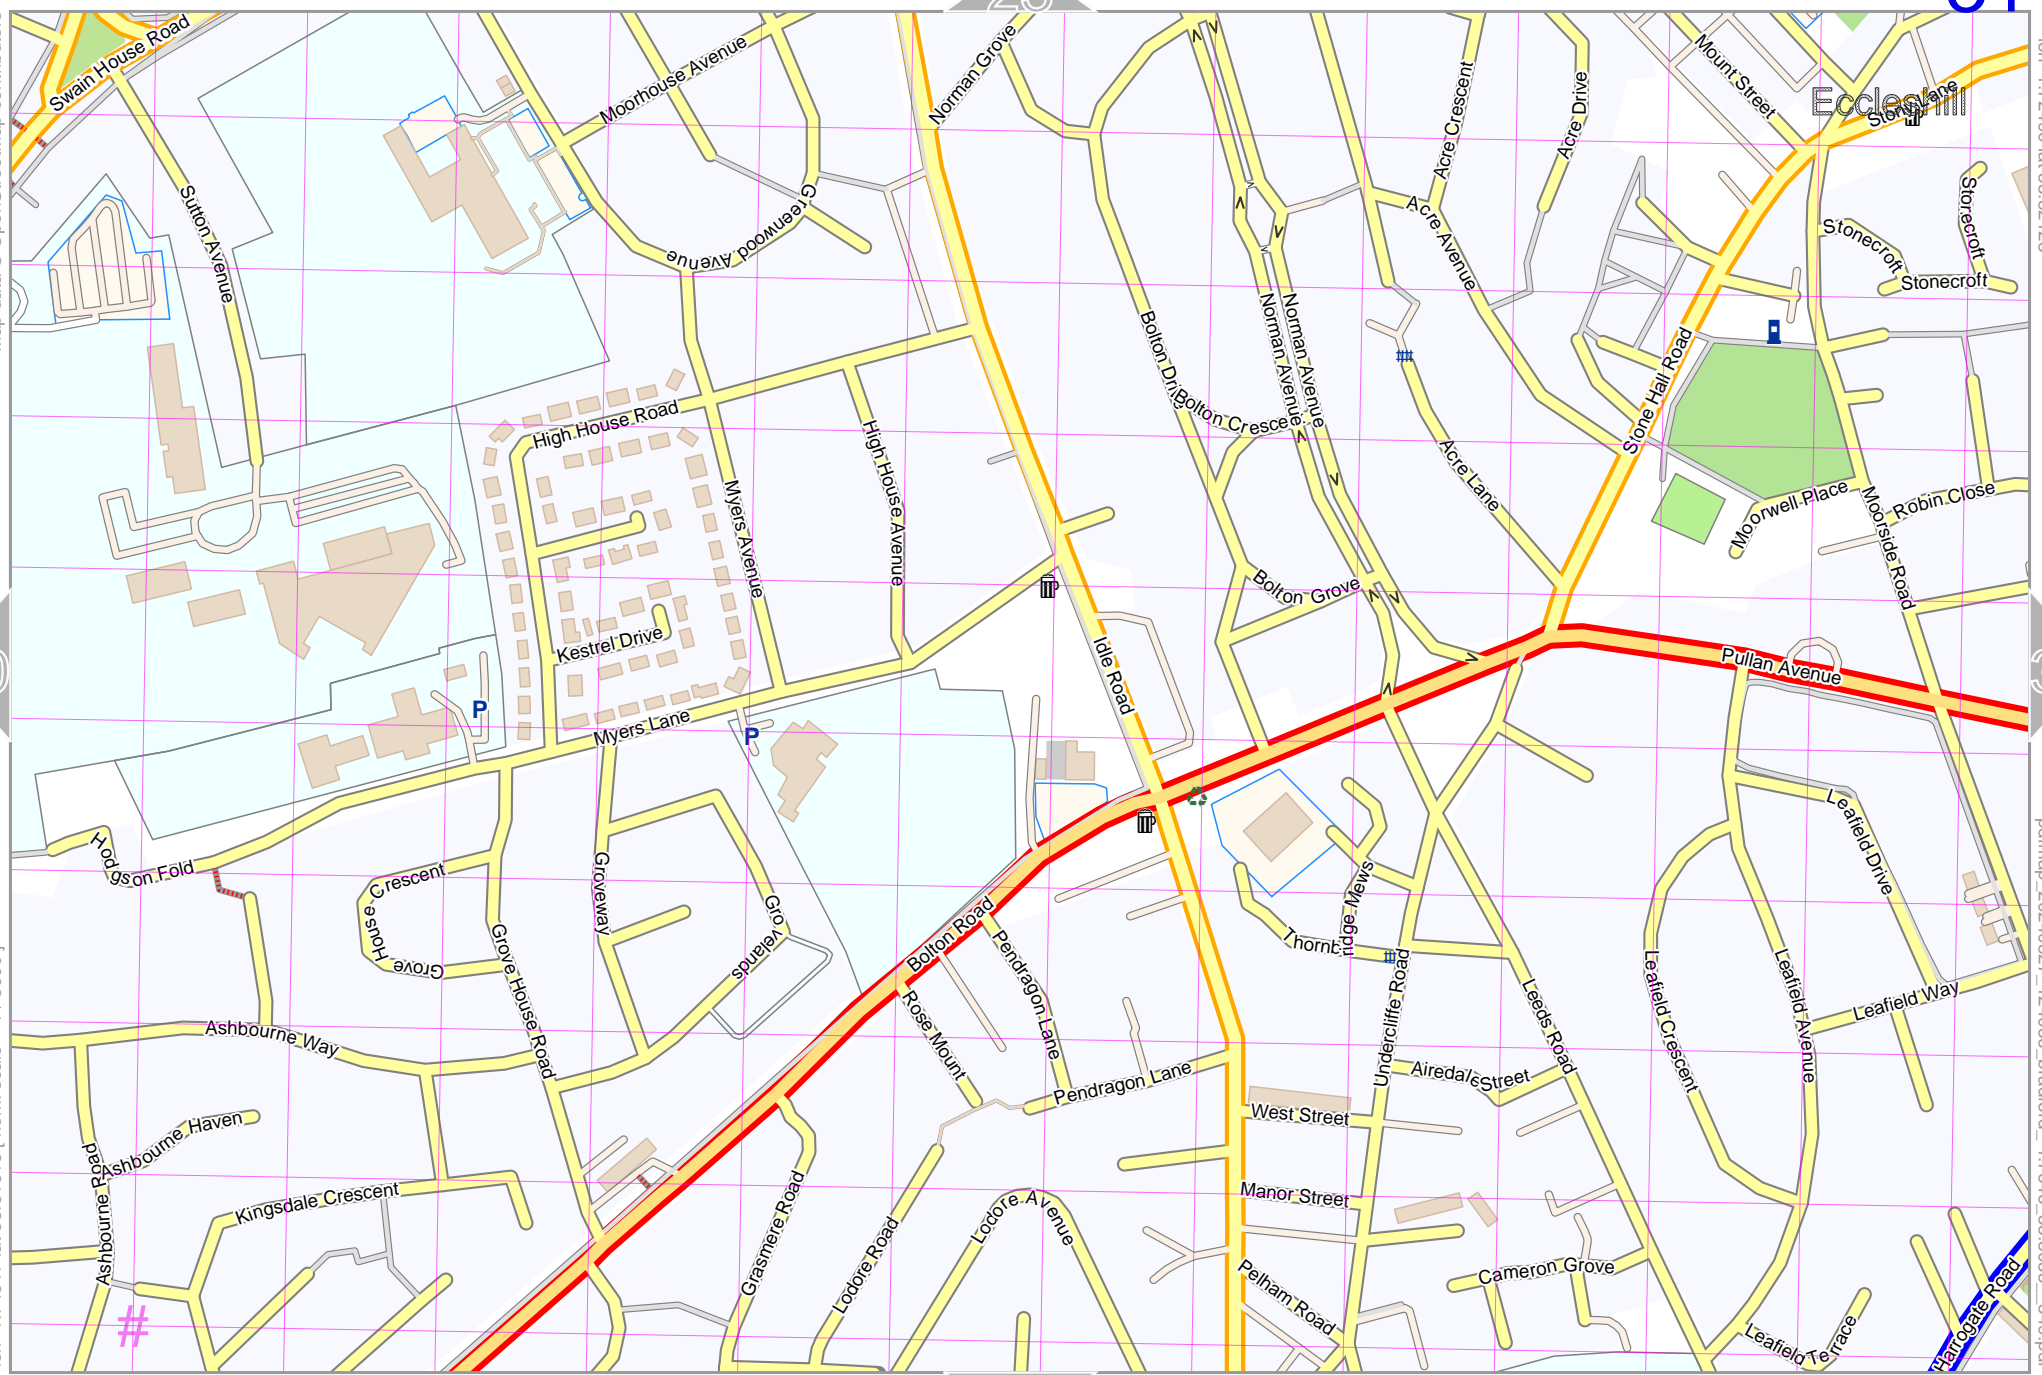 Swain House Road
Moorhouse Avenue
Norman Grove
Acre Crescent
Acre Drive
Mount Street
Eccleshill
Stony Lane
Sutton Avenue
Greenwood Avenue
Acre Avenue
Stonecroft
Stonecroft
Stonecroft
Bolton Drive
Norman Avenue
Norman Avenue
Stone Hall Road
High House Road
Bolton Crescent
High House Avenue
Acre Lane
Myers Avenue
Moorwell Place
Robin Close
Moorside Road
Bolton Grove
Kestrel Drive
Idle Road
Pullan Avenue
P
Myers Lane
P
Hodgson Fold
Leafield Drive
Grove House Crescent
Groveway
Grovelands
Thornbridge Mews
Bolton Road
Pendragon Lane
Grove House Road
Undercliffe Road
Leeds Road
Leafield Crescent
Leafield Avenue
Leafield Way
Ashbourne Way
Rose Mount
Airedale Street
Pendragon Lane
West Street
Ashbourne Haven
Ashbourne Road
Kingsdale Crescent
Manor Street
Grasmere Road
Lodore Road
Lodore Avenue
Pelham Road
Cameron Grove
Harrogate Road
Leafield Terrace
#